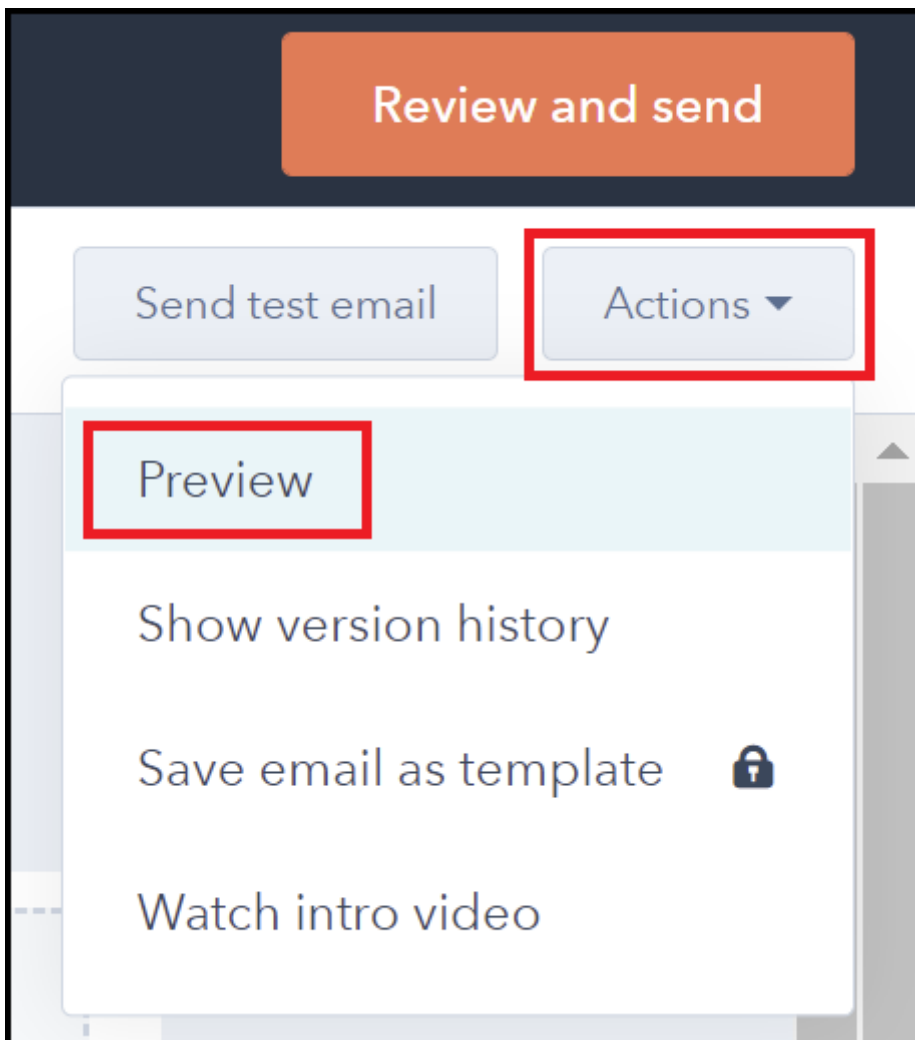 Review and send
Send test email
Actions
Preview
Show version history
Save email as template
Watch intro video